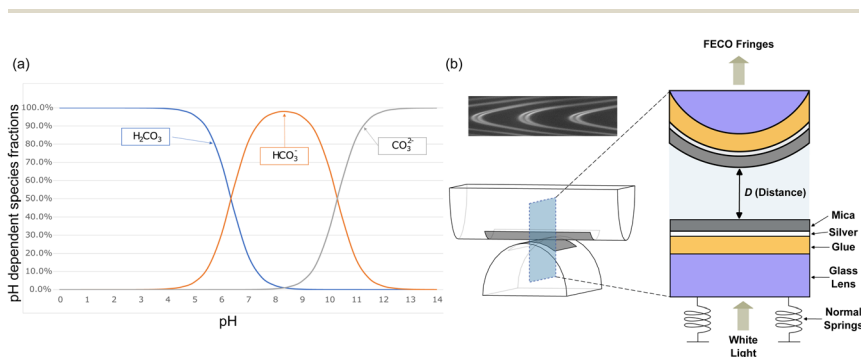 (a)
pH dependent species fractions
100.0%
90.0%
80.0%
70.0%
60.0%
50.0%
40.0%
30.0%
20.0%
10.0%
0.0%
H₂CO₃
HCO₃⁻
CO₃²⁻
0 1 2 3 4 5 6 7 8 9 10 11 12 13 14
pH
(b)
FECO Fringes
D (Distance)
Mica
Silver
Glue
Glass
Lens
Normal
Springs
White
Light